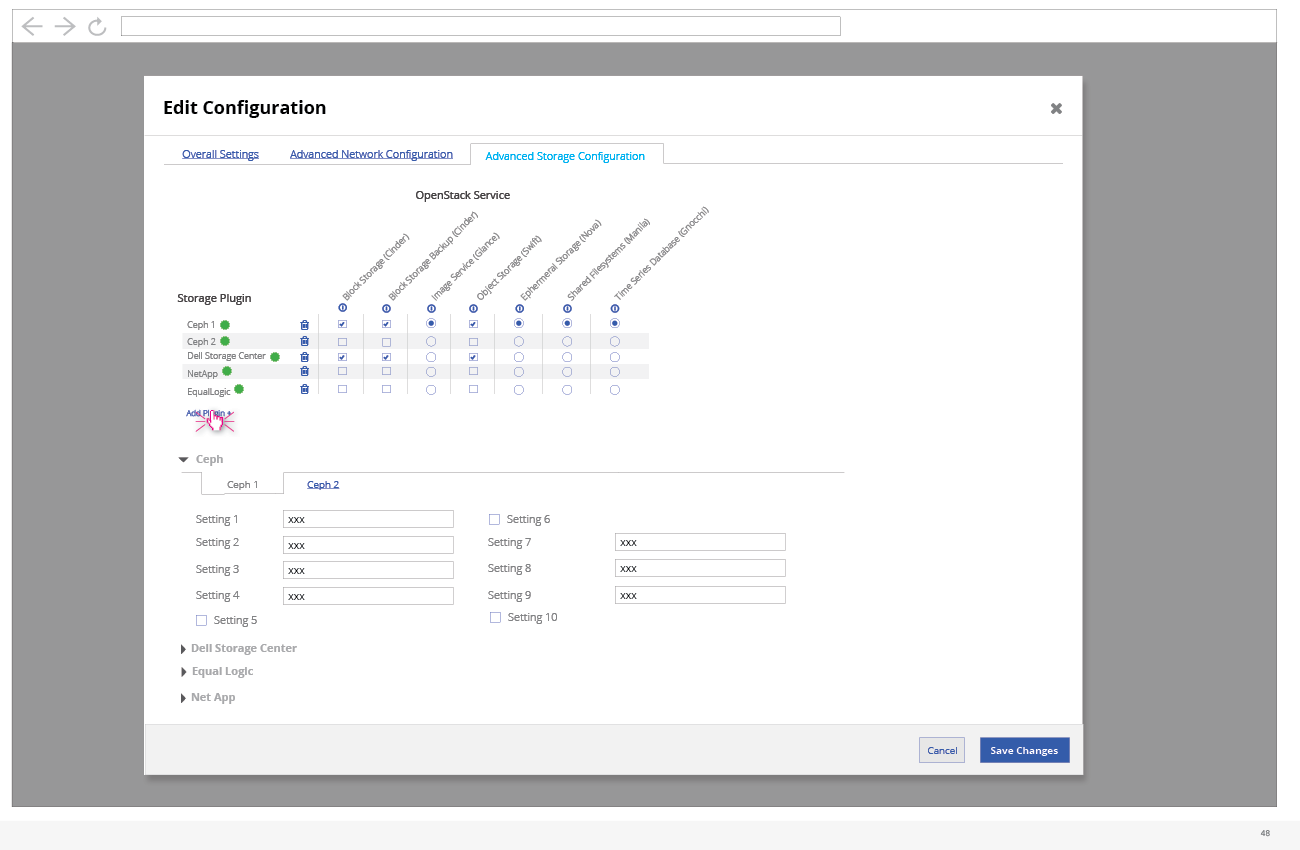 Edit Configuration
Overall Settings
Advanced Network Configuration
Advanced Storage Configuration
OpenStack Service
Block Storage (Cinder)
Block Storage Backup (Cinder)
Image Service (Glance)
Object Storage (Swift)
Ephermeral Storage (Nova)
Shared Filesystems (Manila)
Time Series Database (Gnocchi)
Storage Plugin
Ceph 1
Ceph 2
Dell Storage Center
NetApp
EqualLogic
Add Plugin +
Ceph
Ceph 1
Ceph 2
Setting 1 xxx
Setting 6
Setting 2 xxx
Setting 7 xxx
Setting 3 xxx
Setting 8 xxx
Setting 4 xxx
Setting 9 xxx
Setting 5
Setting 10
Dell Storage Center
Equal Logic
Net App
Cancel
Save Changes
48